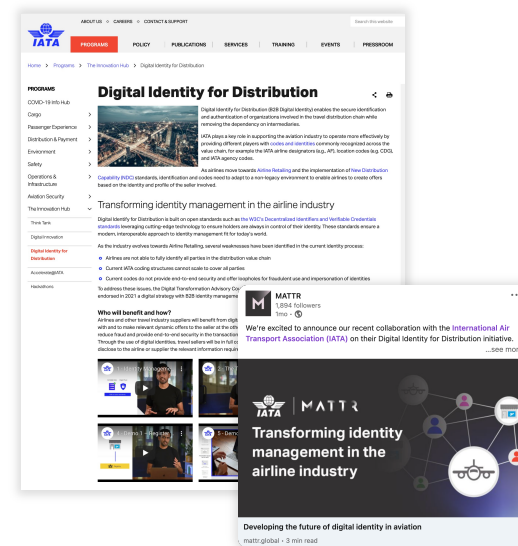 ABOUT US
CAREERS
CONTACT & SUPPORT
Search this website
IATA
PROGRAMS
POLICY
PUBLICATIONS
SERVICES
TRAINING
EVENTS
PRESSROOM
Home > Programs > The Innovation Hub > Digital Identity for Distribution
PROGRAMS
COVID-19 Info Hub
Cargo
Passenger Experience
Distribution & Payment
Environment
Safety
Operations &
Infrastructure
Aviation Security
The Innovation Hub
Think Tank
Digital Innovation
Digital Identity for
Distribution
Accelerate@IATA
Hackathons
Digital Identity for Distribution
Digital Identity for Distribution (B2B Digital Identity) enables the secure identification
and authentication of organizations involved in the travel distribution chain while
removing the dependency on intermediaries.
IATA plays a key role in supporting the aviation industry to operate more effectively by
providing different players with codes and identities commonly recognized across the
value chain, for example the IATA airline designators (e.g., AF), location codes (e.g. CDG),
and IATA agency codes.
As airlines move towards Airline Retailing and the implementation of New Distribution
Capability (NDC) standards, identification and codes need to adapt to a non-legacy environment to enable airlines to create offers
based on the identity and profile of the seller involved.
Transforming identity management in the airline industry
Digital Identify for Distribution is built on open standards such as the W3C's Decentralized Identifiers and Verifiable Credentials
standards leveraging cutting-edge technology to ensure holders are always in control of their identity. These standards ensure a
modern, interoperable approach to identity management fit for today's world.
As the industry evolves towards Airline Retailing, several weaknesses have been identified in the current identity process:
Airlines are not able to fully identify all parties in the distribution value chain
Current IATA coding structures cannot scale to cover all parties
Current codes do not provide end-to-end security and offer loopholes for fraudulent use and impersonation of identities
To address these issues, the Digital Transformation Advisory Cou
endorsed in 2021 a digital strategy with B2B identity manageme
Who will benefit and how?
Airlines and other travel industry suppliers will benefit from digit
with and to make relevant dynamic offers to the seller at the othe
reduce fraud and provide end-to-end security in the transaction
Through the use of digital identities, travel sellers will be in full co
disclose to the airline or supplier the relevant information requir
1 - Identity Manageme
2 - The
Demo 1 - Register
5 - Demo
MATTR
1,894 followers
1mo
We're excited to announce our recent collaboration with the International Air
Transport Association (IATA) on their Digital Identity for Distribution initiative.
...see mor
IATA | MATTR
Transforming identity
management in the
airline industry
Developing the future of digital identity in aviation
mattr.global • 3 min read